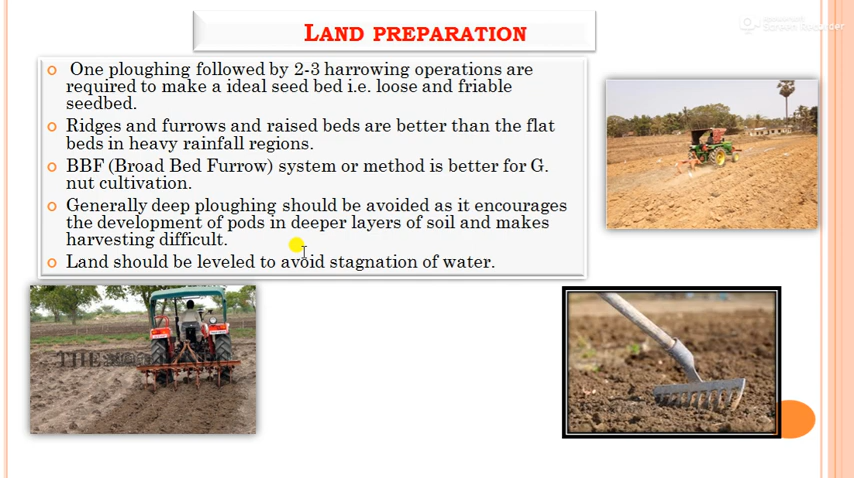 LAND PREPARATION
Screen Recorder
One ploughing followed by 2-3 harrowing operations are
required to make a ideal seed bed i.e. loose and friable
seedbed.
Ridges and furrows and raised beds are better than the flat
beds in heavy rainfall regions.
BBF (Broad Bed Furrow) system or method is better for G.
nut cultivation.
Generally deep ploughing should be avoided as it encourages
the development of pods in deeper layers of soil and makes
harvesting difficult.
Land should be leveled to avoid stagnation of water.